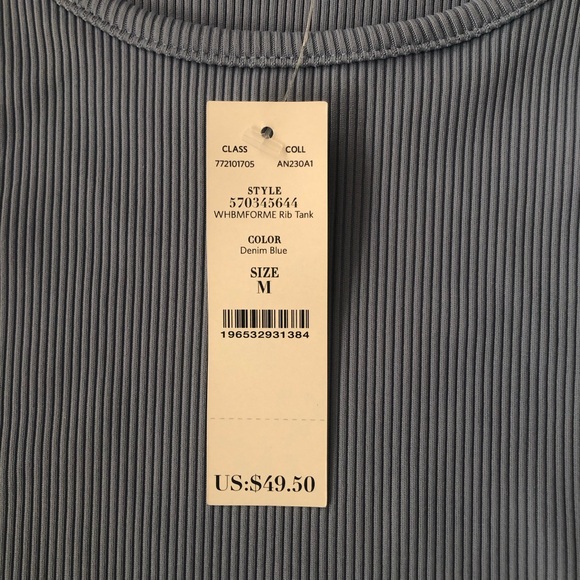 CLASS COLL
772101705 AN230A1
STYLE
570345644
WHBMFORME Rib Tank
COLOR
Denim Blue
SIZE
M
196532931384
US:$49.50